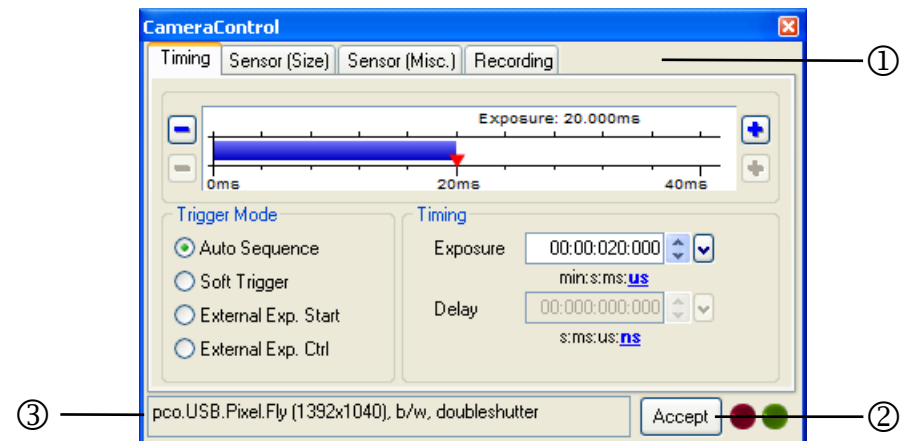 CameraControl
Timing Sensor (Size) Sensor (Misc.) Recording
①
Exposure: 20.000ms
0ms 20ms 40ms
Trigger Mode
Auto Sequence
Soft Trigger
External Exp. Start
External Exp. Ctrl
Timing
Exposure 00:00:020:000
min:s:ms:us
Delay 00:000:000:000
s:ms:us:ns
③ pco.USB.Pixel.Fly (1392x1040), b/w, doubleshutter Accept ②